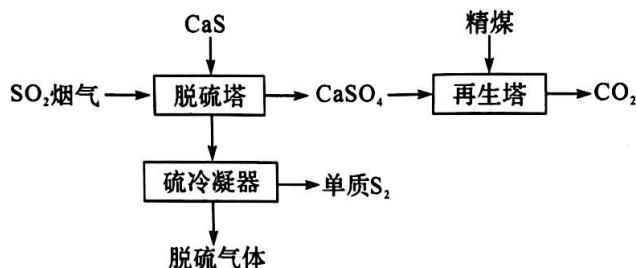 CaS
精煤
SO₂烟气
脱硫塔
CaSO₄
再生塔
CO₂
硫冷凝器
单质S₂
脱硫气体